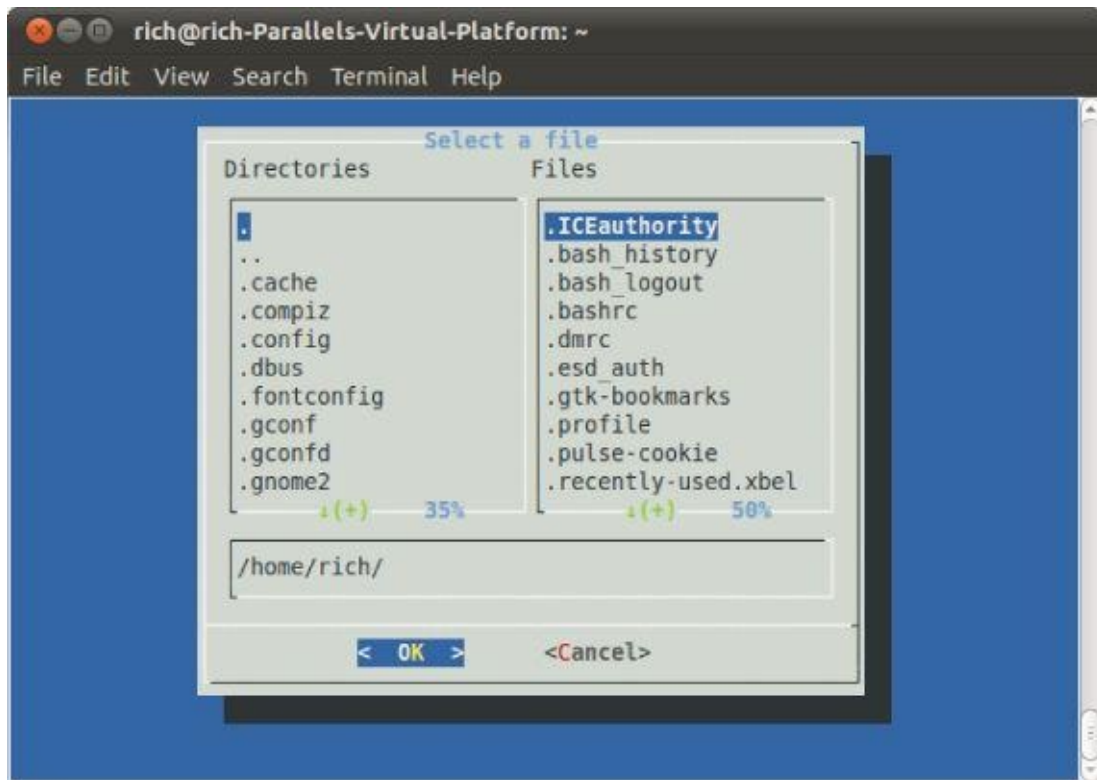 rich@rich-Parallels-Virtual-Platform: ~
File Edit View Search Terminal Help
Select a file
Directories Files
. .ICEauthority
.. .bash_history
.cache .bash_logout
.compiz .bashrc
.config .dmrc
.dbus .esd_auth
.fontconfig .gtk-bookmarks
.gconf .profile
.gconfd .pulse-cookie
.gnome2 .recently-used.xbel
↓(+) 35% ↓(+) 50%
/home/rich/
< OK > <Cancel>